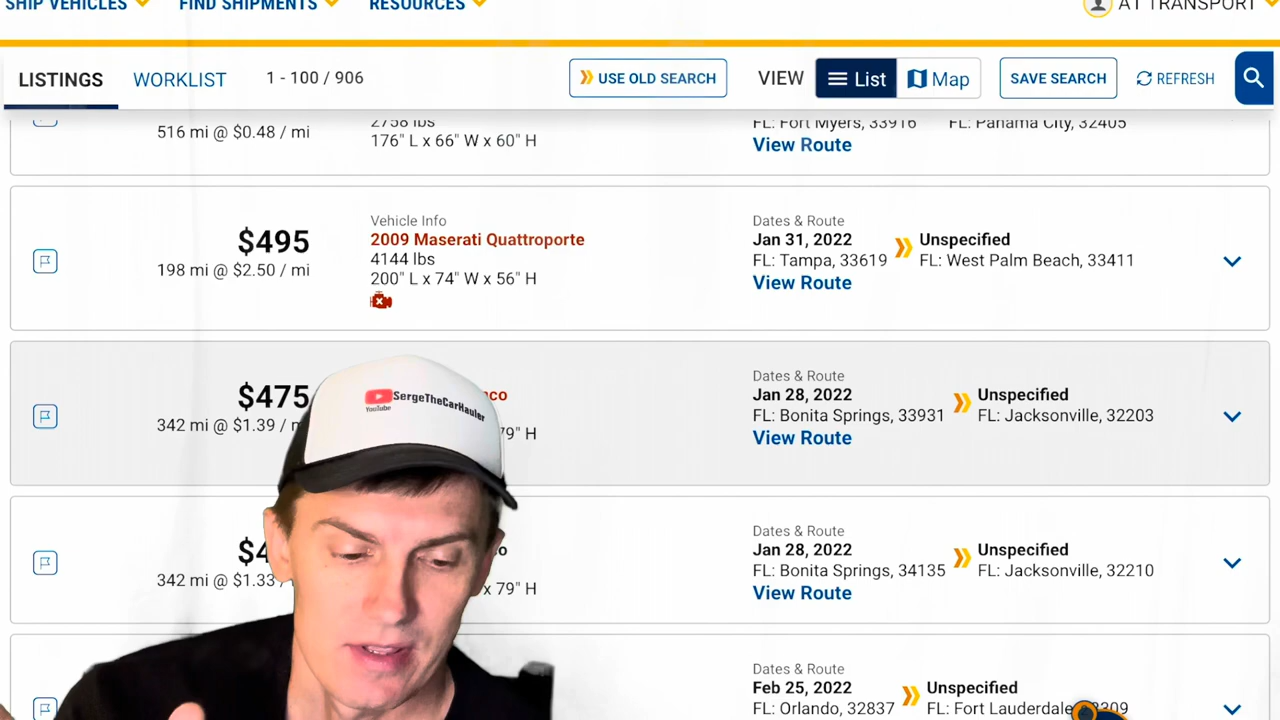 SHIP VEHICLES FIND SHIPMENTS RESOURCES AT TRANSPORT
LISTINGS WORKLIST 1 - 100 / 906 USE OLD SEARCH VIEW List Map SAVE SEARCH REFRESH
516 mi @ $0.48 / mi
2758 lbs
176" L x 66" W x 60" H
FL: Fort Myers, 33916 FL: Panama City, 32405
View Route
$495
198 mi @ $2.50 / mi
Vehicle Info
2009 Maserati Quattroporte
4144 lbs
200" L x 74" W x 56" H
Dates & Route
Jan 31, 2022 Unspecified
FL: Tampa, 33619 FL: West Palm Beach, 33411
View Route
$475
342 mi @ $1.39 /
79" H
Dates & Route
Jan 28, 2022 Unspecified
FL: Bonita Springs, 33931 FL: Jacksonville, 32203
View Route
YouTube SergeTheCarHauler
342 mi @ $1.33
x 79" H
Dates & Route
Jan 28, 2022 Unspecified
FL: Bonita Springs, 34135 FL: Jacksonville, 32210
View Route
Dates & Route
Feb 25, 2022 Unspecified
FL: Orlando, 32837 FL: Fort Lauderdale